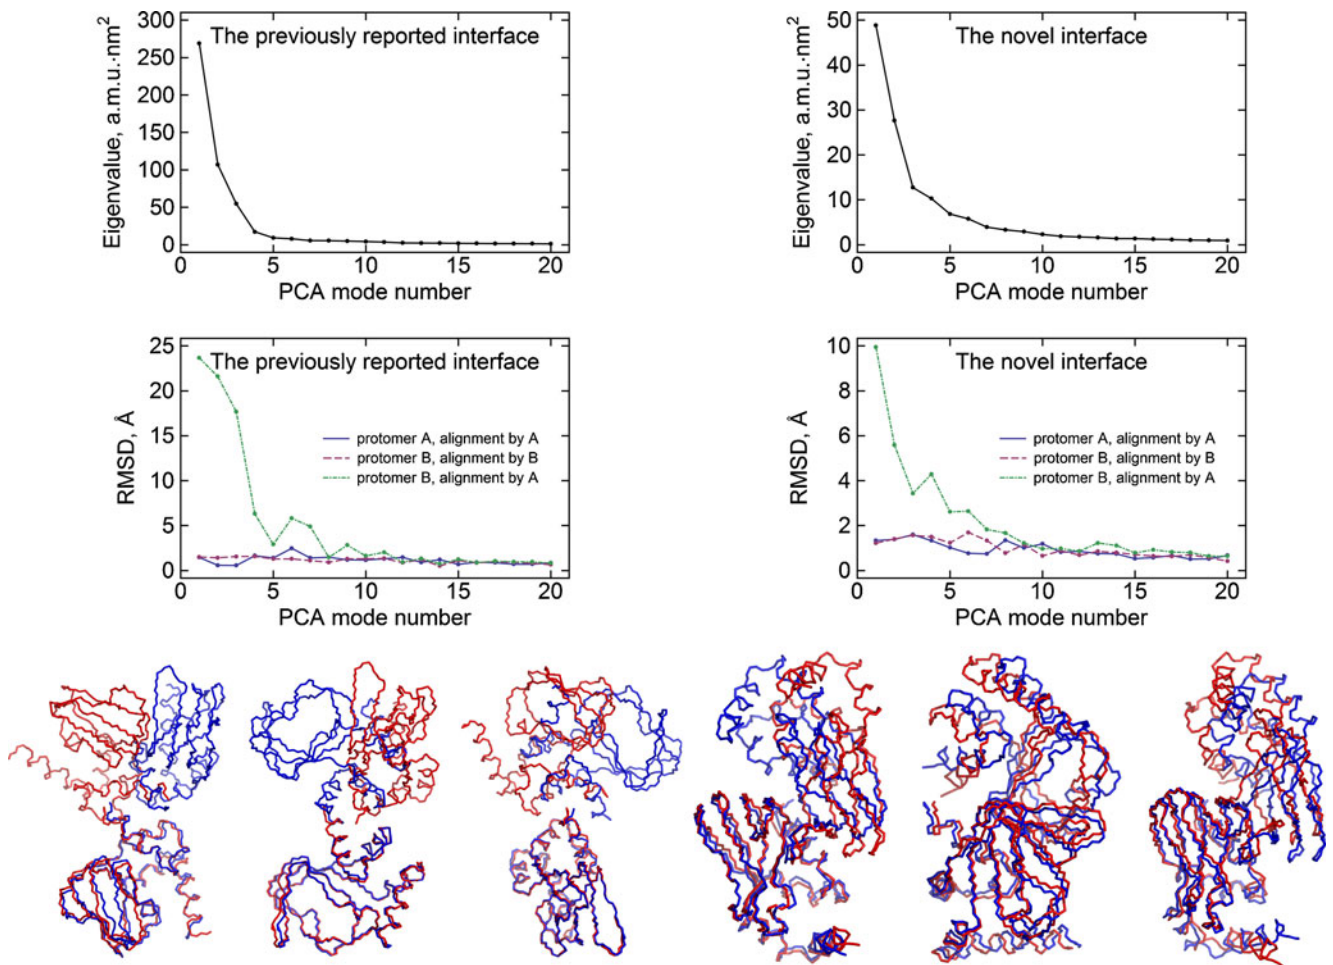 The previously reported interface
Eigenvalue, a.m.u.·nm²
300
250
200
150
100
50
0
0 5 10 15 20
PCA mode number
The novel interface
Eigenvalue, a.m.u.·nm²
50
40
30
20
10
0
0 5 10 15 20
PCA mode number
The previously reported interface
RMSD, Å
25
20
15
10
5
0
protomer A, alignment by A
protomer B, alignment by B
protomer B, alignment by A
0 5 10 15 20
PCA mode number
The novel interface
RMSD, Å
10
8
6
4
2
0
protomer A, alignment by A
protomer B, alignment by B
protomer B, alignment by A
0 5 10 15 20
PCA mode number